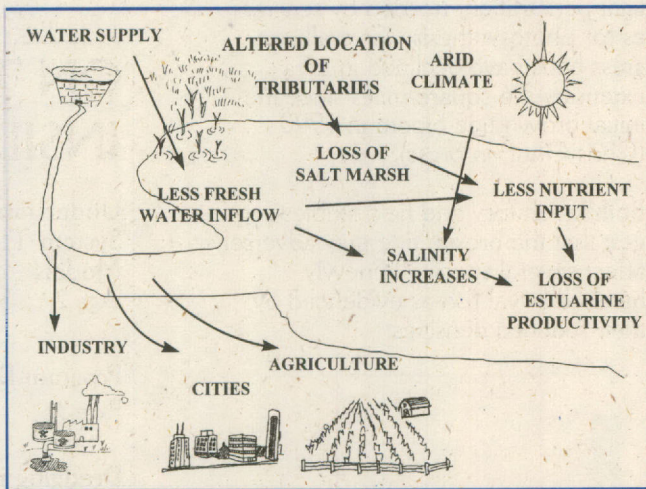 WATER SUPPLY
ALTERED LOCATION
OF
TRIBUTARIES
ARID
CLIMATE
LOSS OF
SALT MARSH
LESS FRESH
WATER INFLOW
LESS NUTRIENT
INPUT
SALINITY
INCREASES
LOSS OF
ESTUARINE
PRODUCTIVITY
INDUSTRY
CITIES
AGRICULTURE